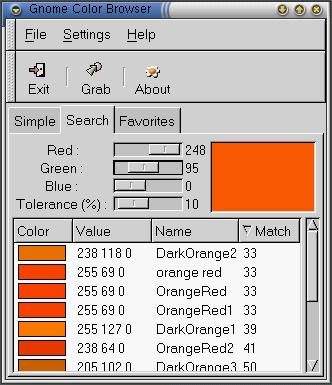 Gnome Color Browser
File Settings Help
Exit Grab About
Simple Search Favorites
Red : 248
Green : 95
Blue : 0
Tolerance (%) : 10
Color Value Name Match
238 118 0 DarkOrange2 33
255 69 0 orange red 33
255 69 0 OrangeRed 33
255 69 0 OrangeRed1 33
255 127 0 DarkOrange1 39
238 64 0 OrangeRed2 41
205 102 0 DarkOrange3 50